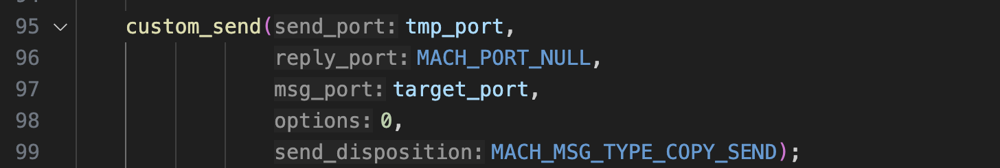 95 custom_send(send_port: tmp_port,
96 reply_port: MACH_PORT_NULL,
97 msg_port: target_port,
98 options: 0,
99 send_disposition: MACH_MSG_TYPE_COPY_SEND);